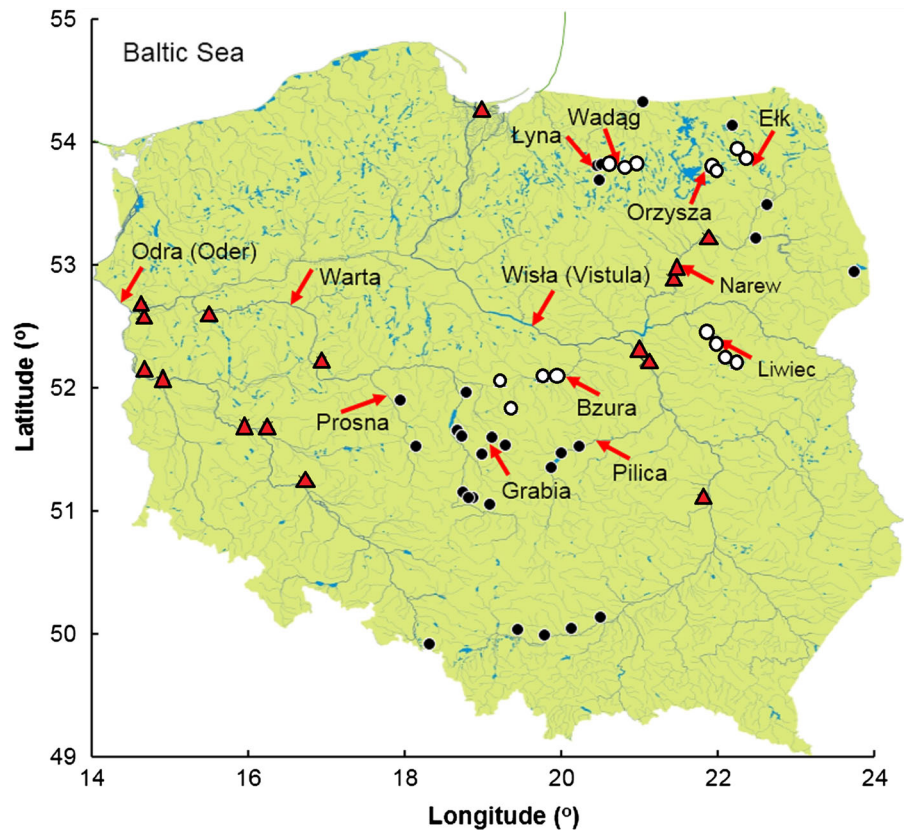 55
Baltic Sea
54
Wadąg
Ełk
Łyna
Orzysza
Odra (Oder)
53
Warta
Wisła (Vistula)
Narew
Latitude (º)
52
Liwiec
Prosna
Bzura
Pilica
Grabia
51
50
49
14
16
18
20
22
24
Longitude (º)